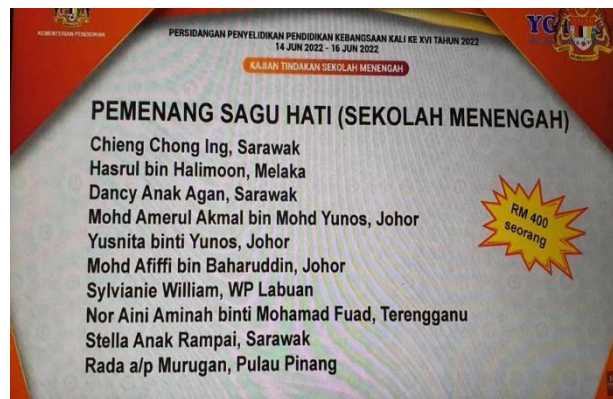 KEMENTERIAN PENDIDIKAN
PERSIDANGAN PENYELIDIKAN PENDIDIKAN KEBANGSAAN KALI KE XVI TAHUN 2022
14 JUN 2022 - 16 JUN 2022
KAJIAN TINDAKAN SEKOLAH MENENGAH
PEMENANG SAGU HATI (SEKOLAH MENENGAH)
Chieng Chong Ing, Sarawak
Hasrul bin Halimoon, Melaka
Dancy Anak Agan, Sarawak
Mohd Amerul Akmal bin Mohd Yunos, Johor
Yusnita binti Yunos, Johor
Mohd Afiffi bin Baharuddin, Johor
Sylvianie William, WP Labuan
Nor Aini Aminah binti Mohamad Fuad, Terengganu
Stella Anak Rampai, Sarawak
Rada a/p Murugan, Pulau Pinang
RM 400
seorang